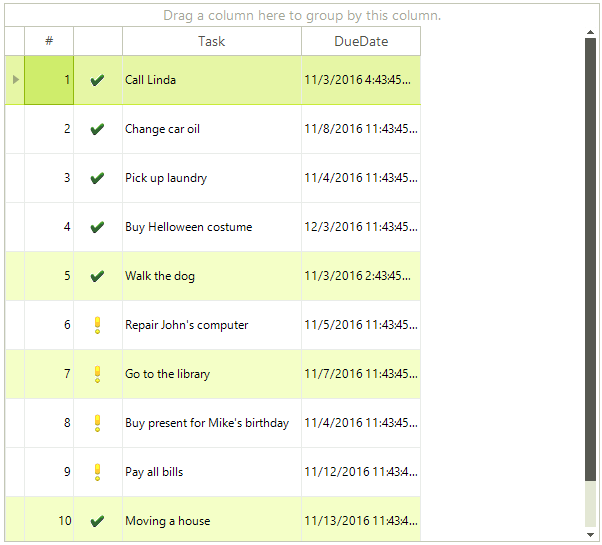 Drag a column here to group by this column.
# Task DueDate
1 Call Linda 11/3/2016 4:43:45...
2 Change car oil 11/8/2016 11:43:45...
3 Pick up laundry 11/4/2016 11:43:45...
4 Buy Helloween costume 12/3/2016 11:43:45...
5 Walk the dog 11/3/2016 2:43:45...
6 Repair John's computer 11/5/2016 11:43:45...
7 Go to the library 11/7/2016 11:43:45...
8 Buy present for Mike's birthday 11/4/2016 11:43:45...
9 Pay all bills 11/12/2016 11:43:4...
10 Moving a house 11/13/2016 11:43:4...